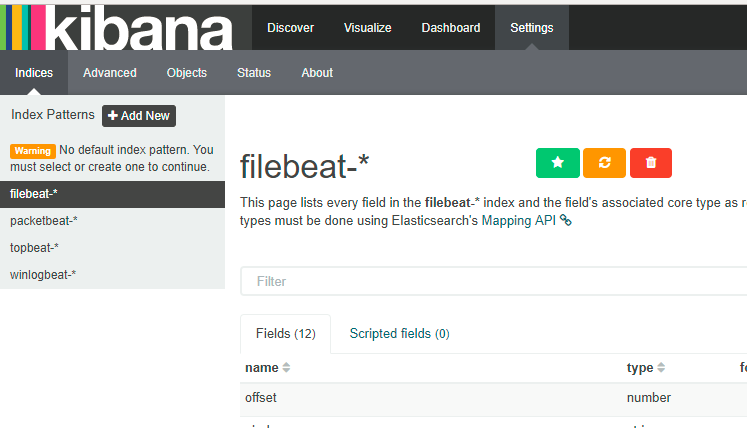 kibana
Discover Visualize Dashboard Settings
Indices Advanced Objects Status About
Index Patterns + Add New
Warning No default index pattern. You
must select or create one to continue.
filebeat-*
packetbeat-*
topbeat-*
winlogbeat-*
filebeat-*
This page lists every field in the filebeat-* index and the field's associated core type as
types must be done using Elasticsearch's Mapping API
Filter
Fields (12) Scripted fields (0)
name type
offset number